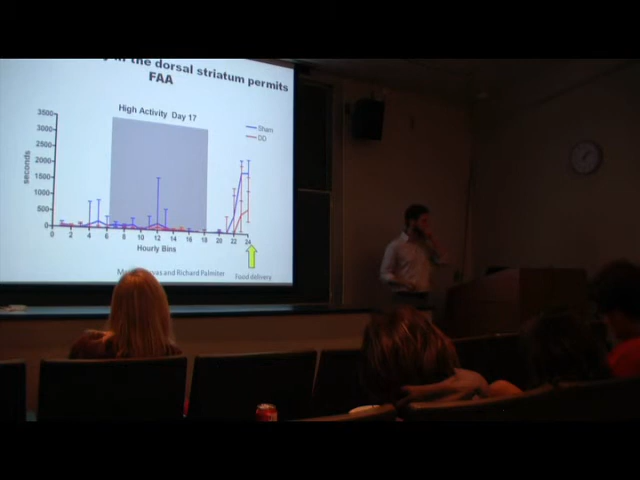 in the dorsal striatum permits
FAA
High Activity Day 17
Sham
DD
3500
3000
2500
2000
1500
1000
500
0
seconds
0 2 4 6 8 10 12 14 16 18 20 22 24
Hourly Bins
and Richard Palmiter
Food delivery